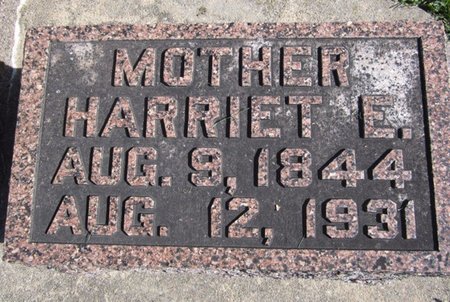 MOTHER
HARRIET E.
AUG. 9, 1844
AUG. 12, 1931